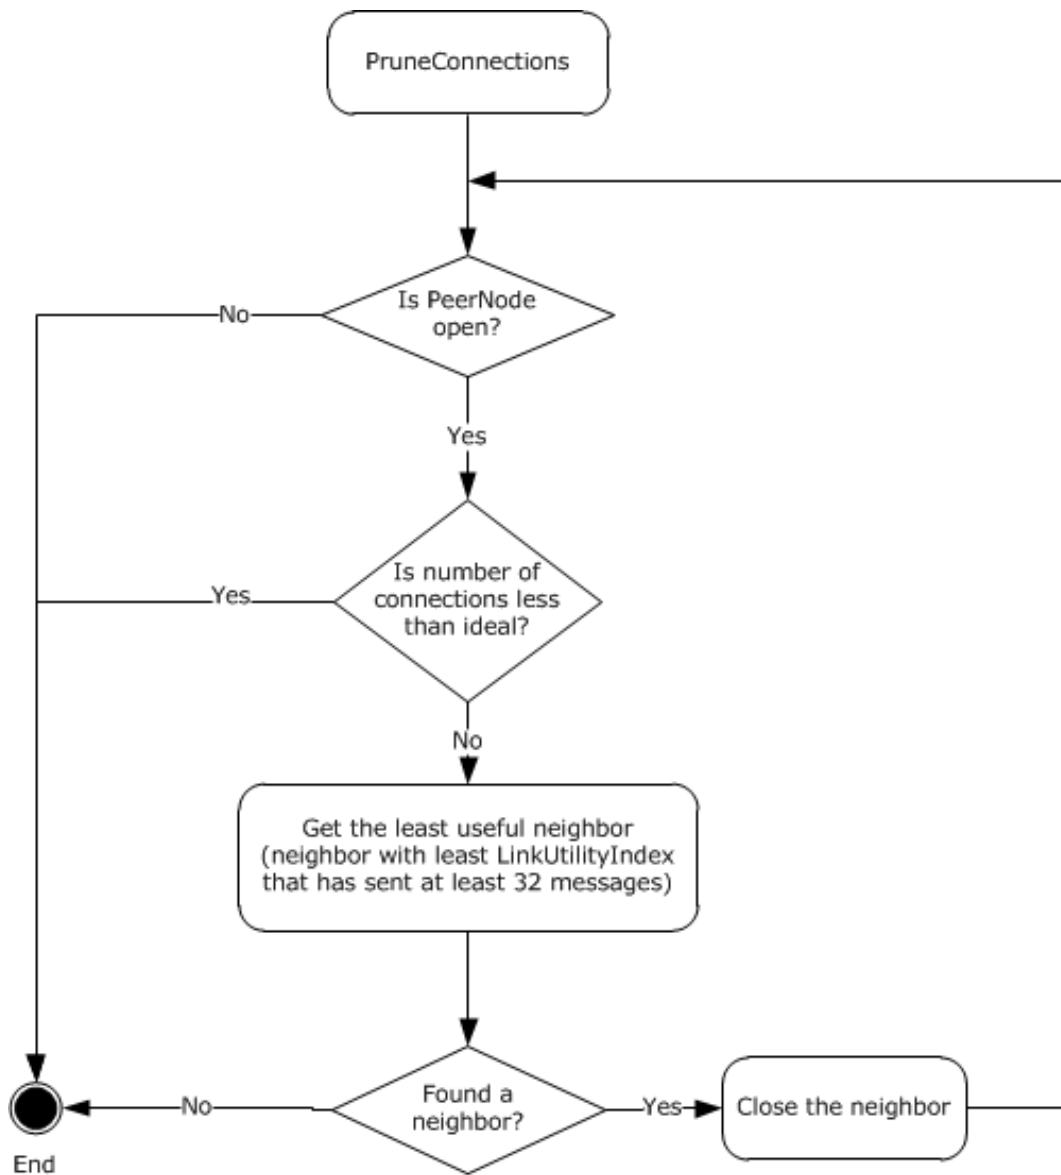 PruneConnections
Is PeerNode
open?
No
Yes
Is number of
connections less
than ideal?
Yes
No
Get the least useful neighbor
(neighbor with least LinkUtilityIndex
that has sent at least 32 messages)
Found a
neighbor?
No
Yes
Close the neighbor
End